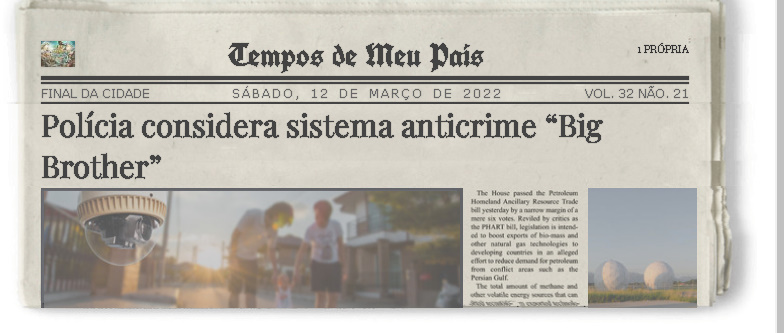 Tempos de Meu País
1 PRÓPRIA
FINAL DA CIDADE
SÁBADO, 12 DE MARÇO DE 2022
VOL. 32 NÃO. 21
Polícia considera sistema anticrime “Big
Brother”
The House passed the Petroleum
Homeland Ancillary Resource Trade
bill yesterday by a narrow margin of a
mere six votes. Reviled by critics as
the PHART bill, legislation is intend-
ed to boost exports of bio-mass and
other natural gas technologies to
developing countries in an alleged
effort to reduce demand for petroleum
from conflict areas such as the
Persian Gulf.
The total amount of methane and
other volatile energy sources that can